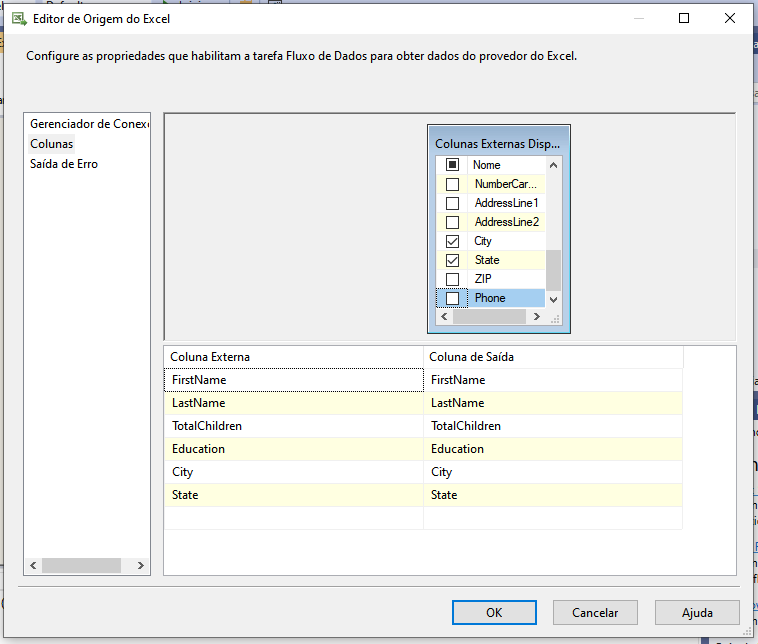 Editor de Origem do Excel
Configure as propriedades que habilitam a tarefa Fluxo de Dados para obter dados do provedor do Excel.
Gerenciador de Conex
Colunas
Saída de Erro
Colunas Externas Disp...
Nome
NumberCar...
AddressLine1
AddressLine2
City
State
ZIP
Phone
Coluna Externa Coluna de Saída
FirstName FirstName
LastName LastName
TotalChildren TotalChildren
Education Education
City City
State State
OK Cancelar Ajuda